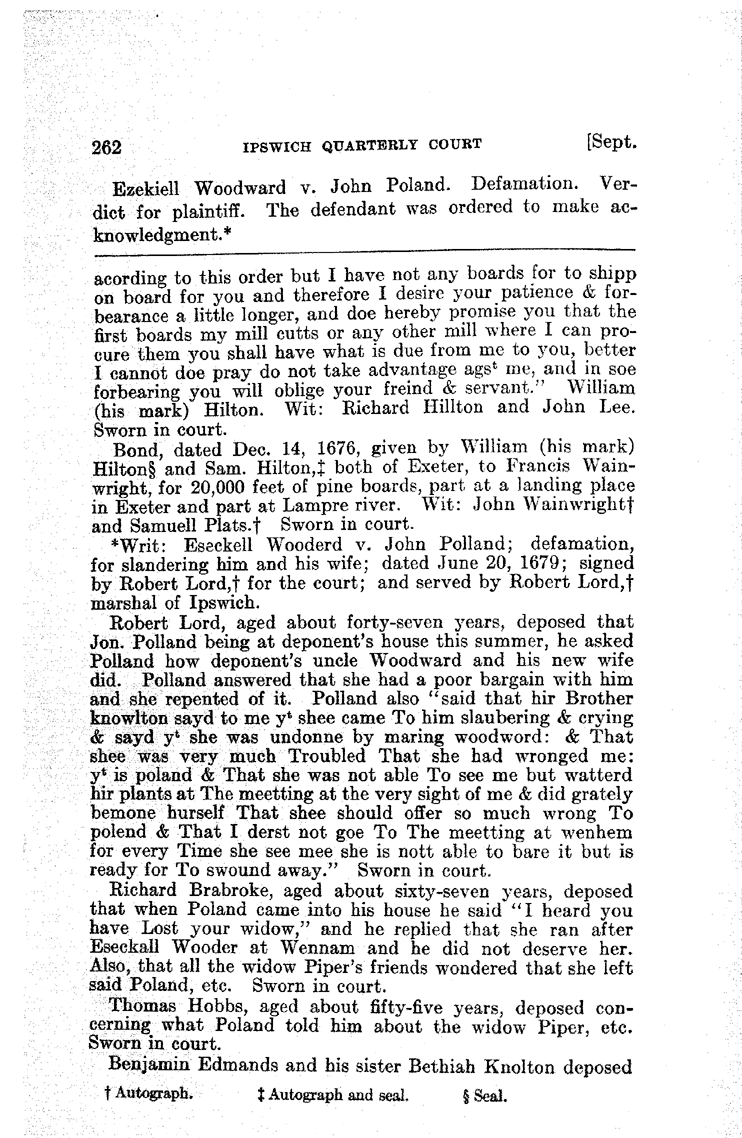 262 IPSWICH QUARTERLY COURT [Sept.
Ezekiell Woodward v. John Poland. Defamation. Ver-
dict for plaintiff. The defendant was ordered to make ac-
knowledgment.*
acording to this order but I have not any boards for to shipp
on board for you and therefore I desire your patience & for-
bearance a little longer, and doe hereby promise you that the
first boards my mill cutts or any other mill where I can pro-
cure them you shall have what is due from me to you, better
I cannot doe pray do not take advantage agsᵗ me, and in soe
forbearing you will oblige your freind & servant." William
(his mark) Hilton. Wit: Richard Hillton and John Lee.
Sworn in court.
Bond, dated Dec. 14, 1676, given by William (his mark)
Hilton§ and Sam. Hilton,‡ both of Exeter, to Francis Wain-
wright, for 20,000 feet of pine boards, part at a landing place
in Exeter and part at Lampre river. Wit: John Wainwright†
and Samuell Plats.† Sworn in court.
*Writ: Eseckell Wooderd v. John Polland; defamation,
for slandering him and his wife; dated June 20, 1679; signed
by Robert Lord,† for the court; and served by Robert Lord,†
marshal of Ipswich.
Robert Lord, aged about forty-seven years, deposed that
Jon. Polland being at deponent's house this summer, he asked
Polland how deponent's uncle Woodward and his new wife
did. Polland answered that she had a poor bargain with him
and she repented of it. Polland also "said that hir Brother
knowlton sayd to me yᵗ shee came To him slaubering & crying
& sayd yᵗ she was undonne by maring woodword: & That
shee was very much Troubled That she had wronged me:
yᵗ is poland & That she was not able To see me but watterd
hir plants at The meetting at the very sight of me & did grately
bemone hurself That shee should offer so much wrong To
polend & That I derst not goe To The meetting at wenhem
for every Time she see mee she is nott able to bare it but is
ready for To swound away." Sworn in court.
Richard Brabroke, aged about sixty-seven years, deposed
that when Poland came into his house he said "I heard you
have Lost your widow," and he replied that she ran after
Eseckall Wooder at Wennam and he did not deserve her.
Also, that all the widow Piper's friends wondered that she left
said Poland, etc. Sworn in court.
Thomas Hobbs, aged about fifty-five years, deposed con-
cerning what Poland told him about the widow Piper, etc.
Sworn in court.
Benjamin Edmands and his sister Bethiah Knolton deposed
† Autograph. ‡ Autograph and seal. § Seal.